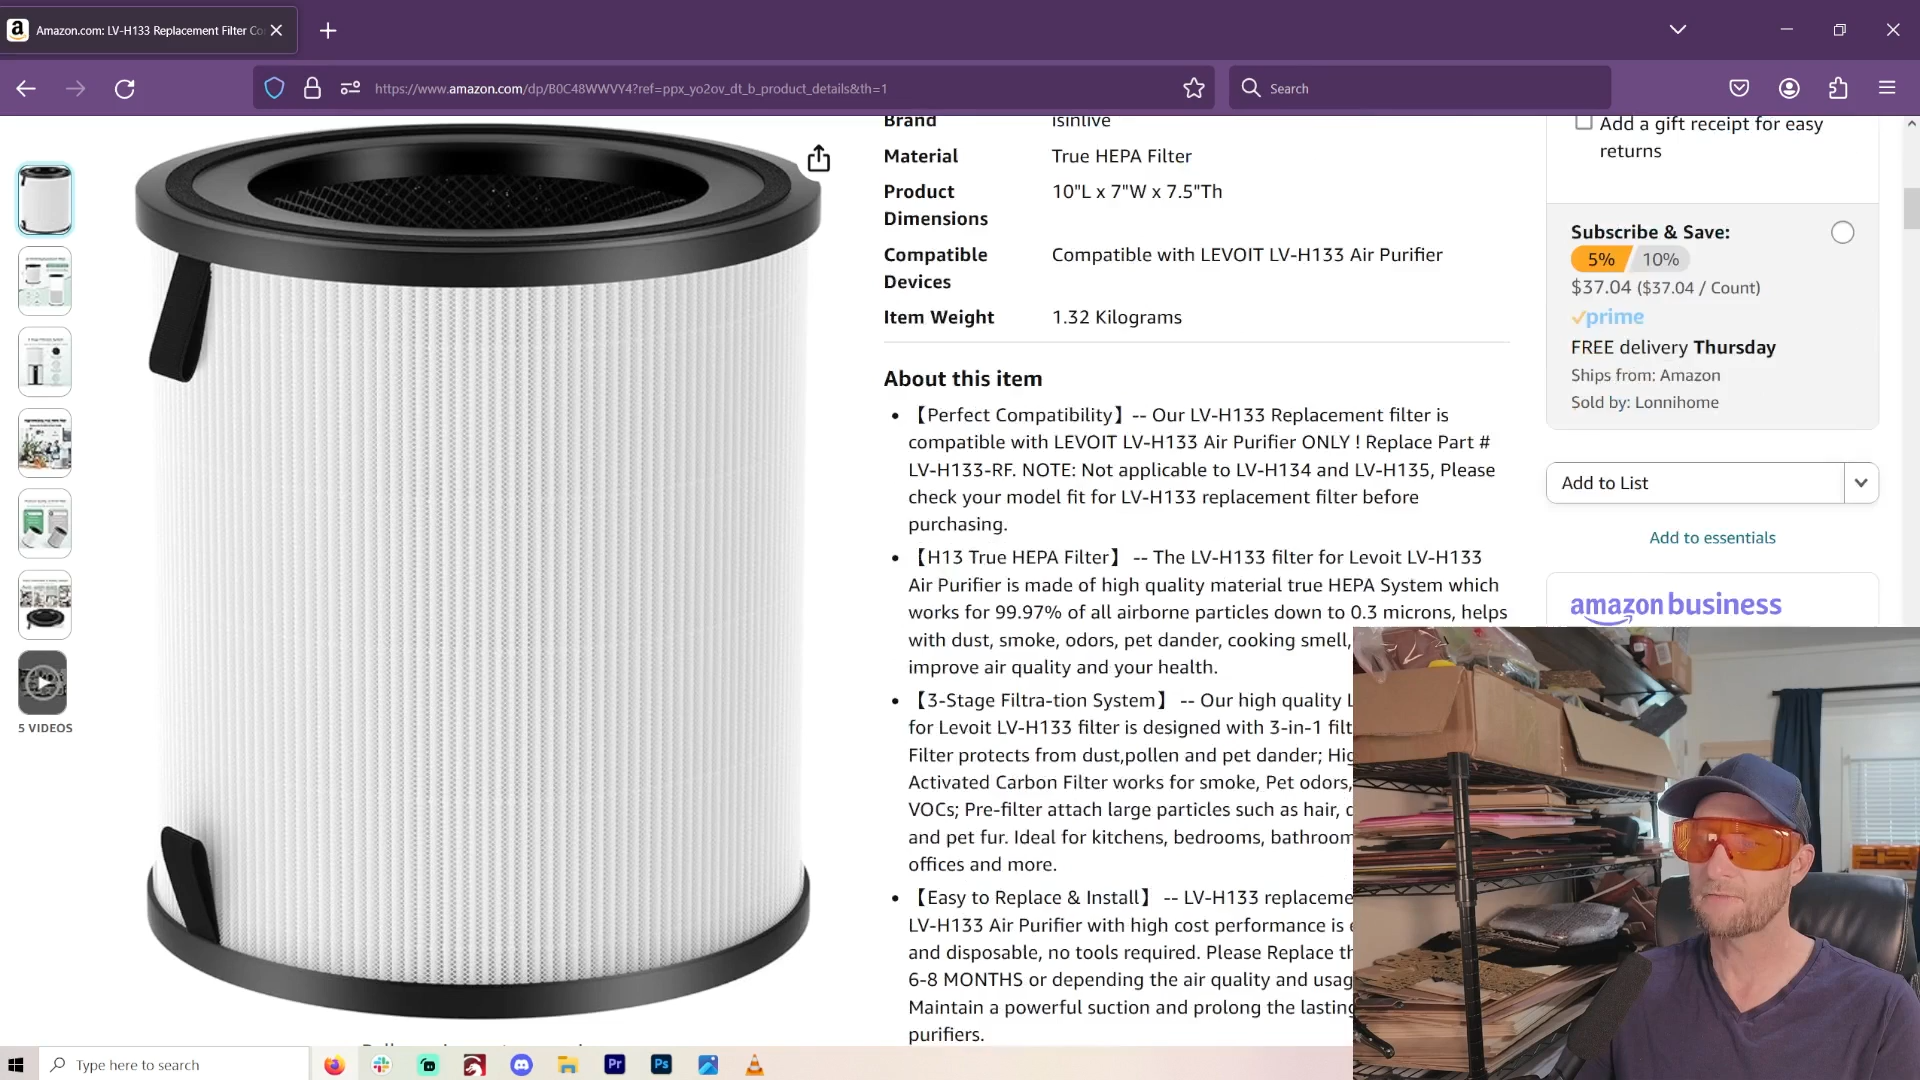 Amazon.com: LV-H133 Replacement Filter Co
https://www.amazon.com/dp/B0C48WWVY4?ref=ppx_yo2ov_dt_b_product_details&th=1
Search
5 VIDEOS
Brand isinlive
Material True HEPA Filter
Product Dimensions 10"L x 7"W x 7.5"Th
Compatible Devices Compatible with LEVOIT LV-H133 Air Purifier
Item Weight 1.32 Kilograms
About this item
• 【Perfect Compatibility】-- Our LV-H133 Replacement filter is
compatible with LEVOIT LV-H133 Air Purifier ONLY ! Replace Part #
LV-H133-RF. NOTE: Not applicable to LV-H134 and LV-H135, Please
check your model fit for LV-H133 replacement filter before
purchasing.
• 【H13 True HEPA Filter】 -- The LV-H133 filter for Levoit LV-H133
Air Purifier is made of high quality material true HEPA System which
works for 99.97% of all airborne particles down to 0.3 microns, helps
with dust, smoke, odors, pet dander, cooking smell,
improve air quality and your health.
• 【3-Stage Filtra-tion System】 -- Our high quality L
for Levoit LV-H133 filter is designed with 3-in-1 filt
Filter protects from dust,pollen and pet dander; Hig
Activated Carbon Filter works for smoke, Pet odors,
VOCs; Pre-filter attach large particles such as hair,
and pet fur. Ideal for kitchens, bedrooms, bathroom
offices and more.
• 【Easy to Replace & Install】 -- LV-H133 replaceme
LV-H133 Air Purifier with high cost performance is
and disposable, no tools required. Please Replace th
6-8 MONTHS or depending the air quality and usag
Maintain a powerful suction and prolong the lasting
purifiers.
Add a gift receipt for easy
returns
Subscribe & Save:
5% 10%
$37.04 ($37.04 / Count)
prime
FREE delivery Thursday
Ships from: Amazon
Sold by: Lonnihome
Add to List
Add to essentials
amazon business
Type here to search
Pr
Ps